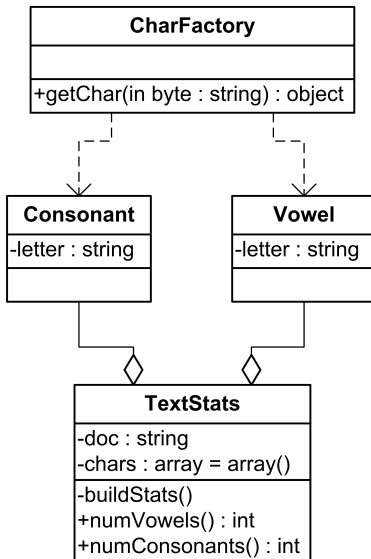 CharFactory
+getChar(in byte : string) : object
Consonant
-letter : string
Vowel
-letter : string
TextStats
-doc : string
-chars : array = array()
-buildStats()
+numVowels() : int
+numConsonants() : int